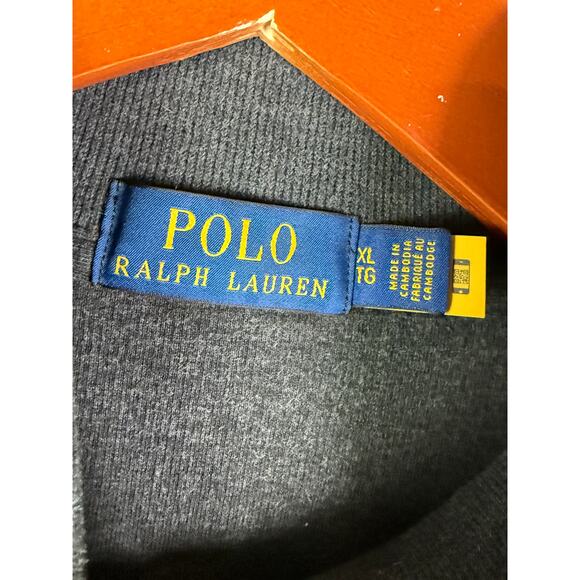 POLO
RALPH LAUREN
XL
TG
MADE IN
CAMBODIA
FABRIQUÉ AU
CAMBODGE